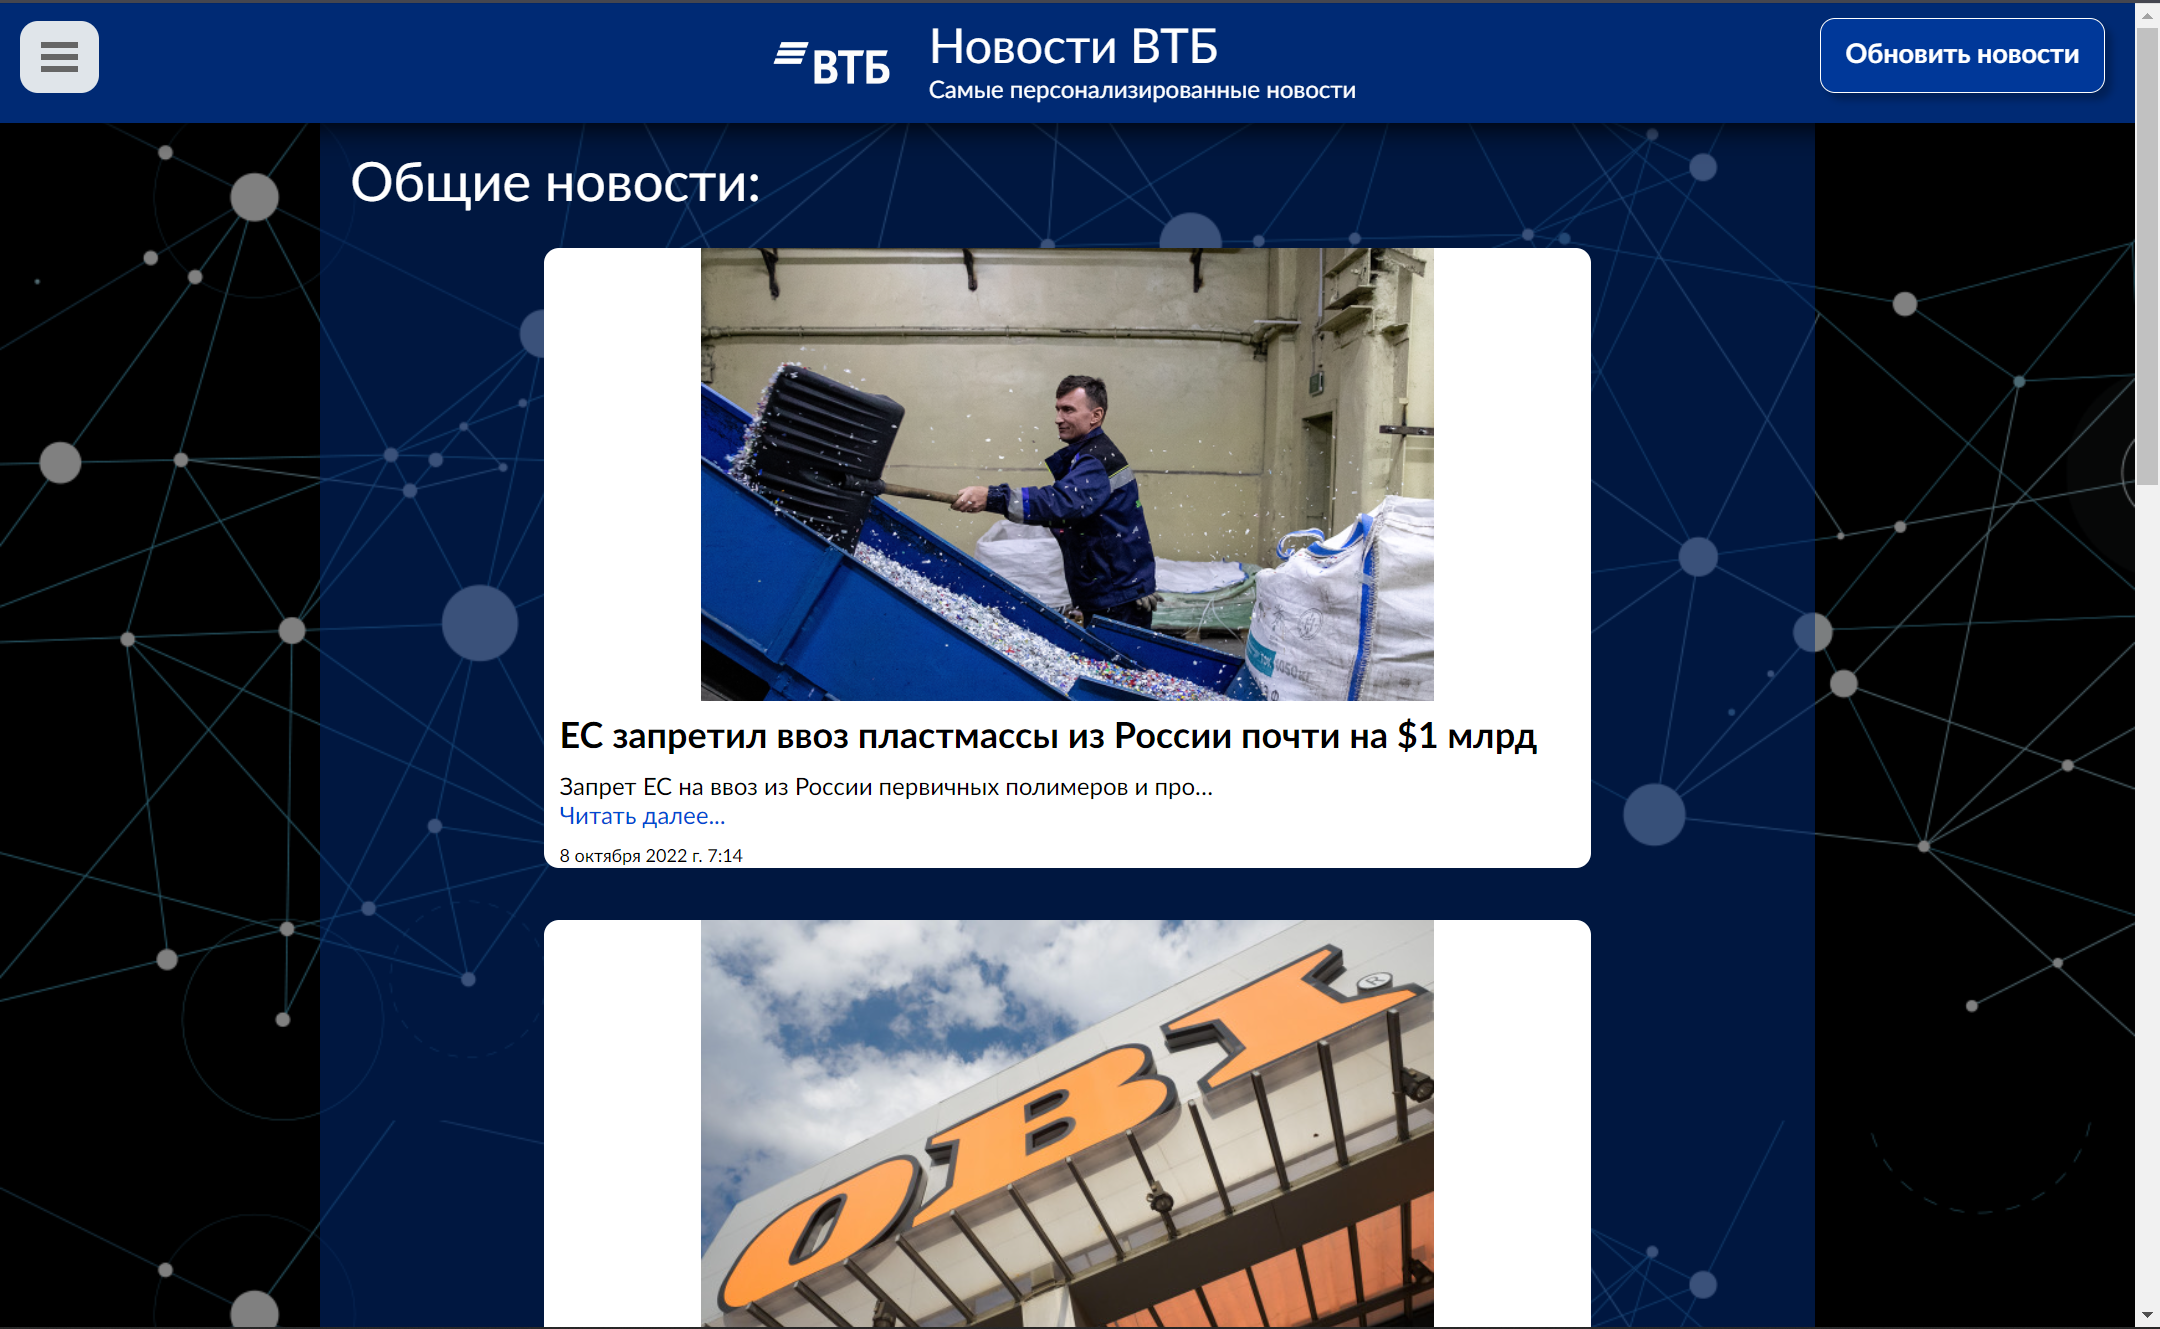 ВТБ
Новости ВТБ
Самые персонализированные новости
Обновить новости
Общие новости:
ЕС запретил ввоз пластмассы из России почти на $1 млрд
Запрет ЕС на ввоз из России первичных полимеров и про...
Читать далее...
8 октября 2022 г. 7:14
OBI
®